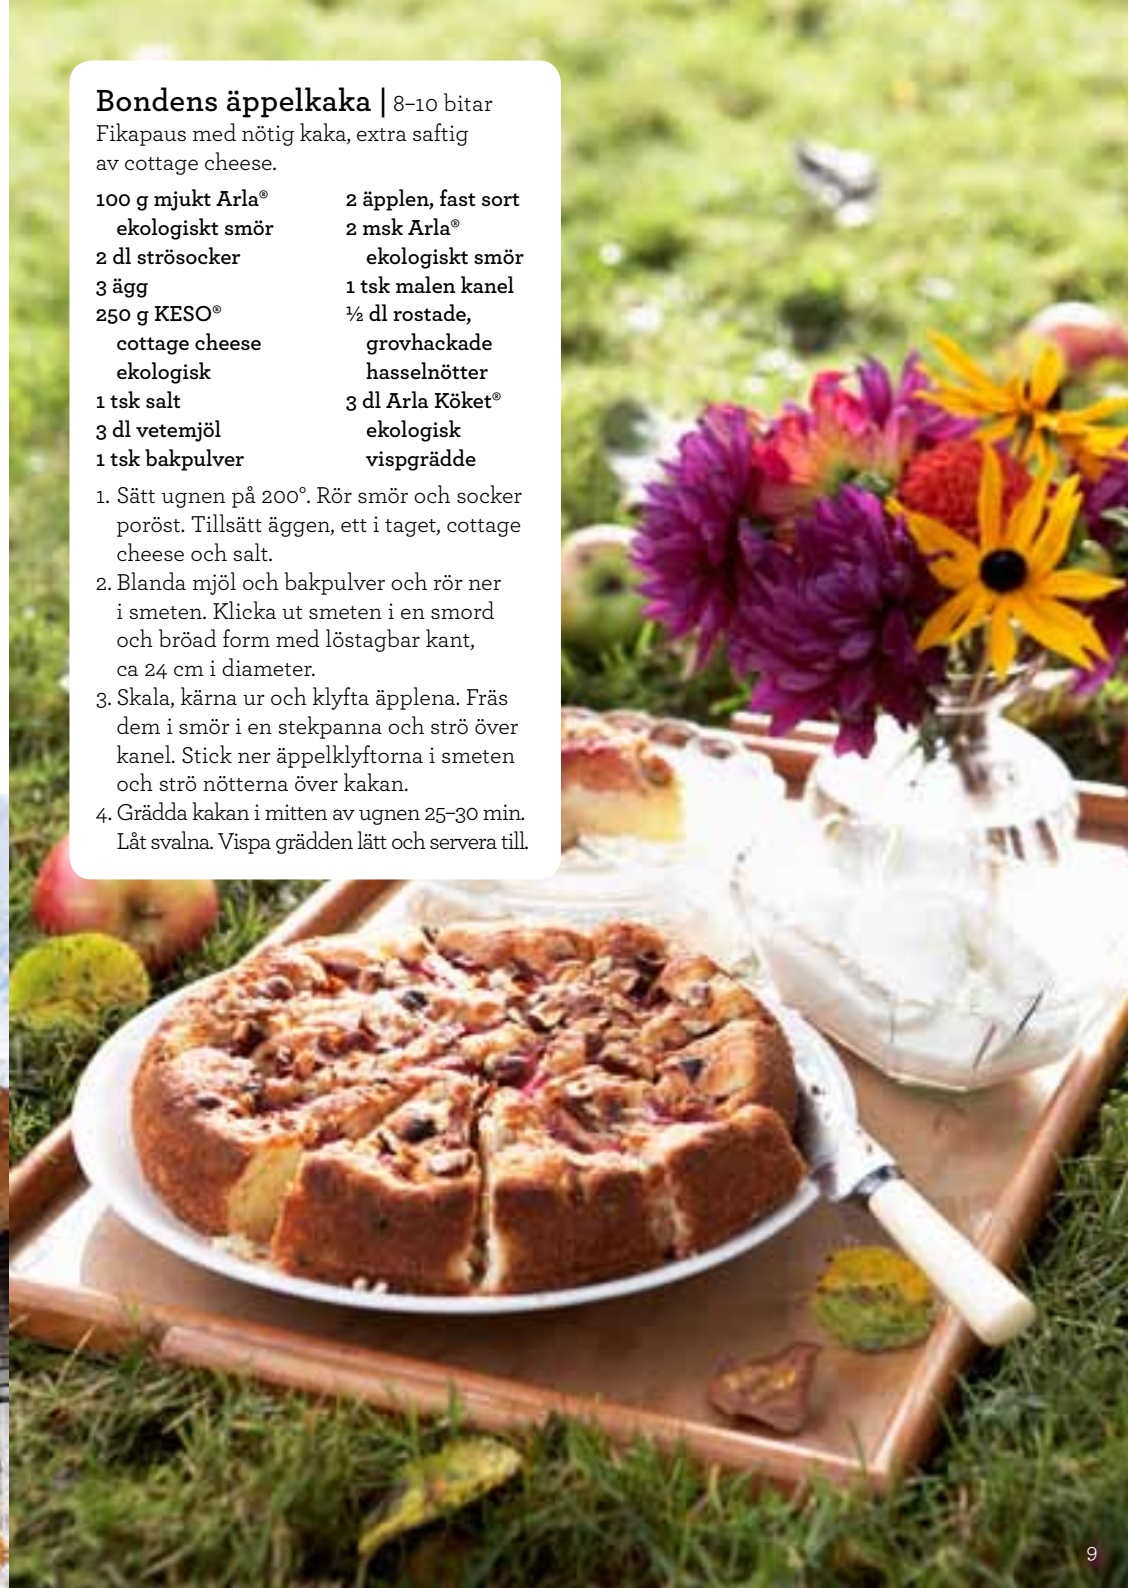 Bondens äppelkaka | 8–10 bitar
Fikapaus med nötig kaka, extra saftig
av cottage cheese.
100 g mjukt Arla®
ekologiskt smör
2 dl strösocker
3 ägg
250 g KESO®
cottage cheese
ekologisk
1 tsk salt
3 dl vetemjöl
1 tsk bakpulver
2 äpplen, fast sort
2 msk Arla®
ekologiskt smör
1 tsk malen kanel
½ dl rostade,
grovhackade
hasselnötter
3 dl Arla Köket®
ekologisk
vispgrädde
1. Sätt ugnen på 200°. Rör smör och socker
poröst. Tillsätt äggen, ett i taget, cottage
cheese och salt.
2. Blanda mjöl och bakpulver och rör ner
i smeten. Klicka ut smeten i en smord
och bröad form med löstagbar kant,
ca 24 cm i diameter.
3. Skala, kärna ur och klyfta äpplena. Fräs
dem i smör i en stekpanna och strö över
kanel. Stick ner äppelklyftorna i smeten
och strö nötterna över kakan.
4. Grädda kakan i mitten av ugnen 25–30 min.
Låt svalna. Vispa grädden lätt och servera till.
9